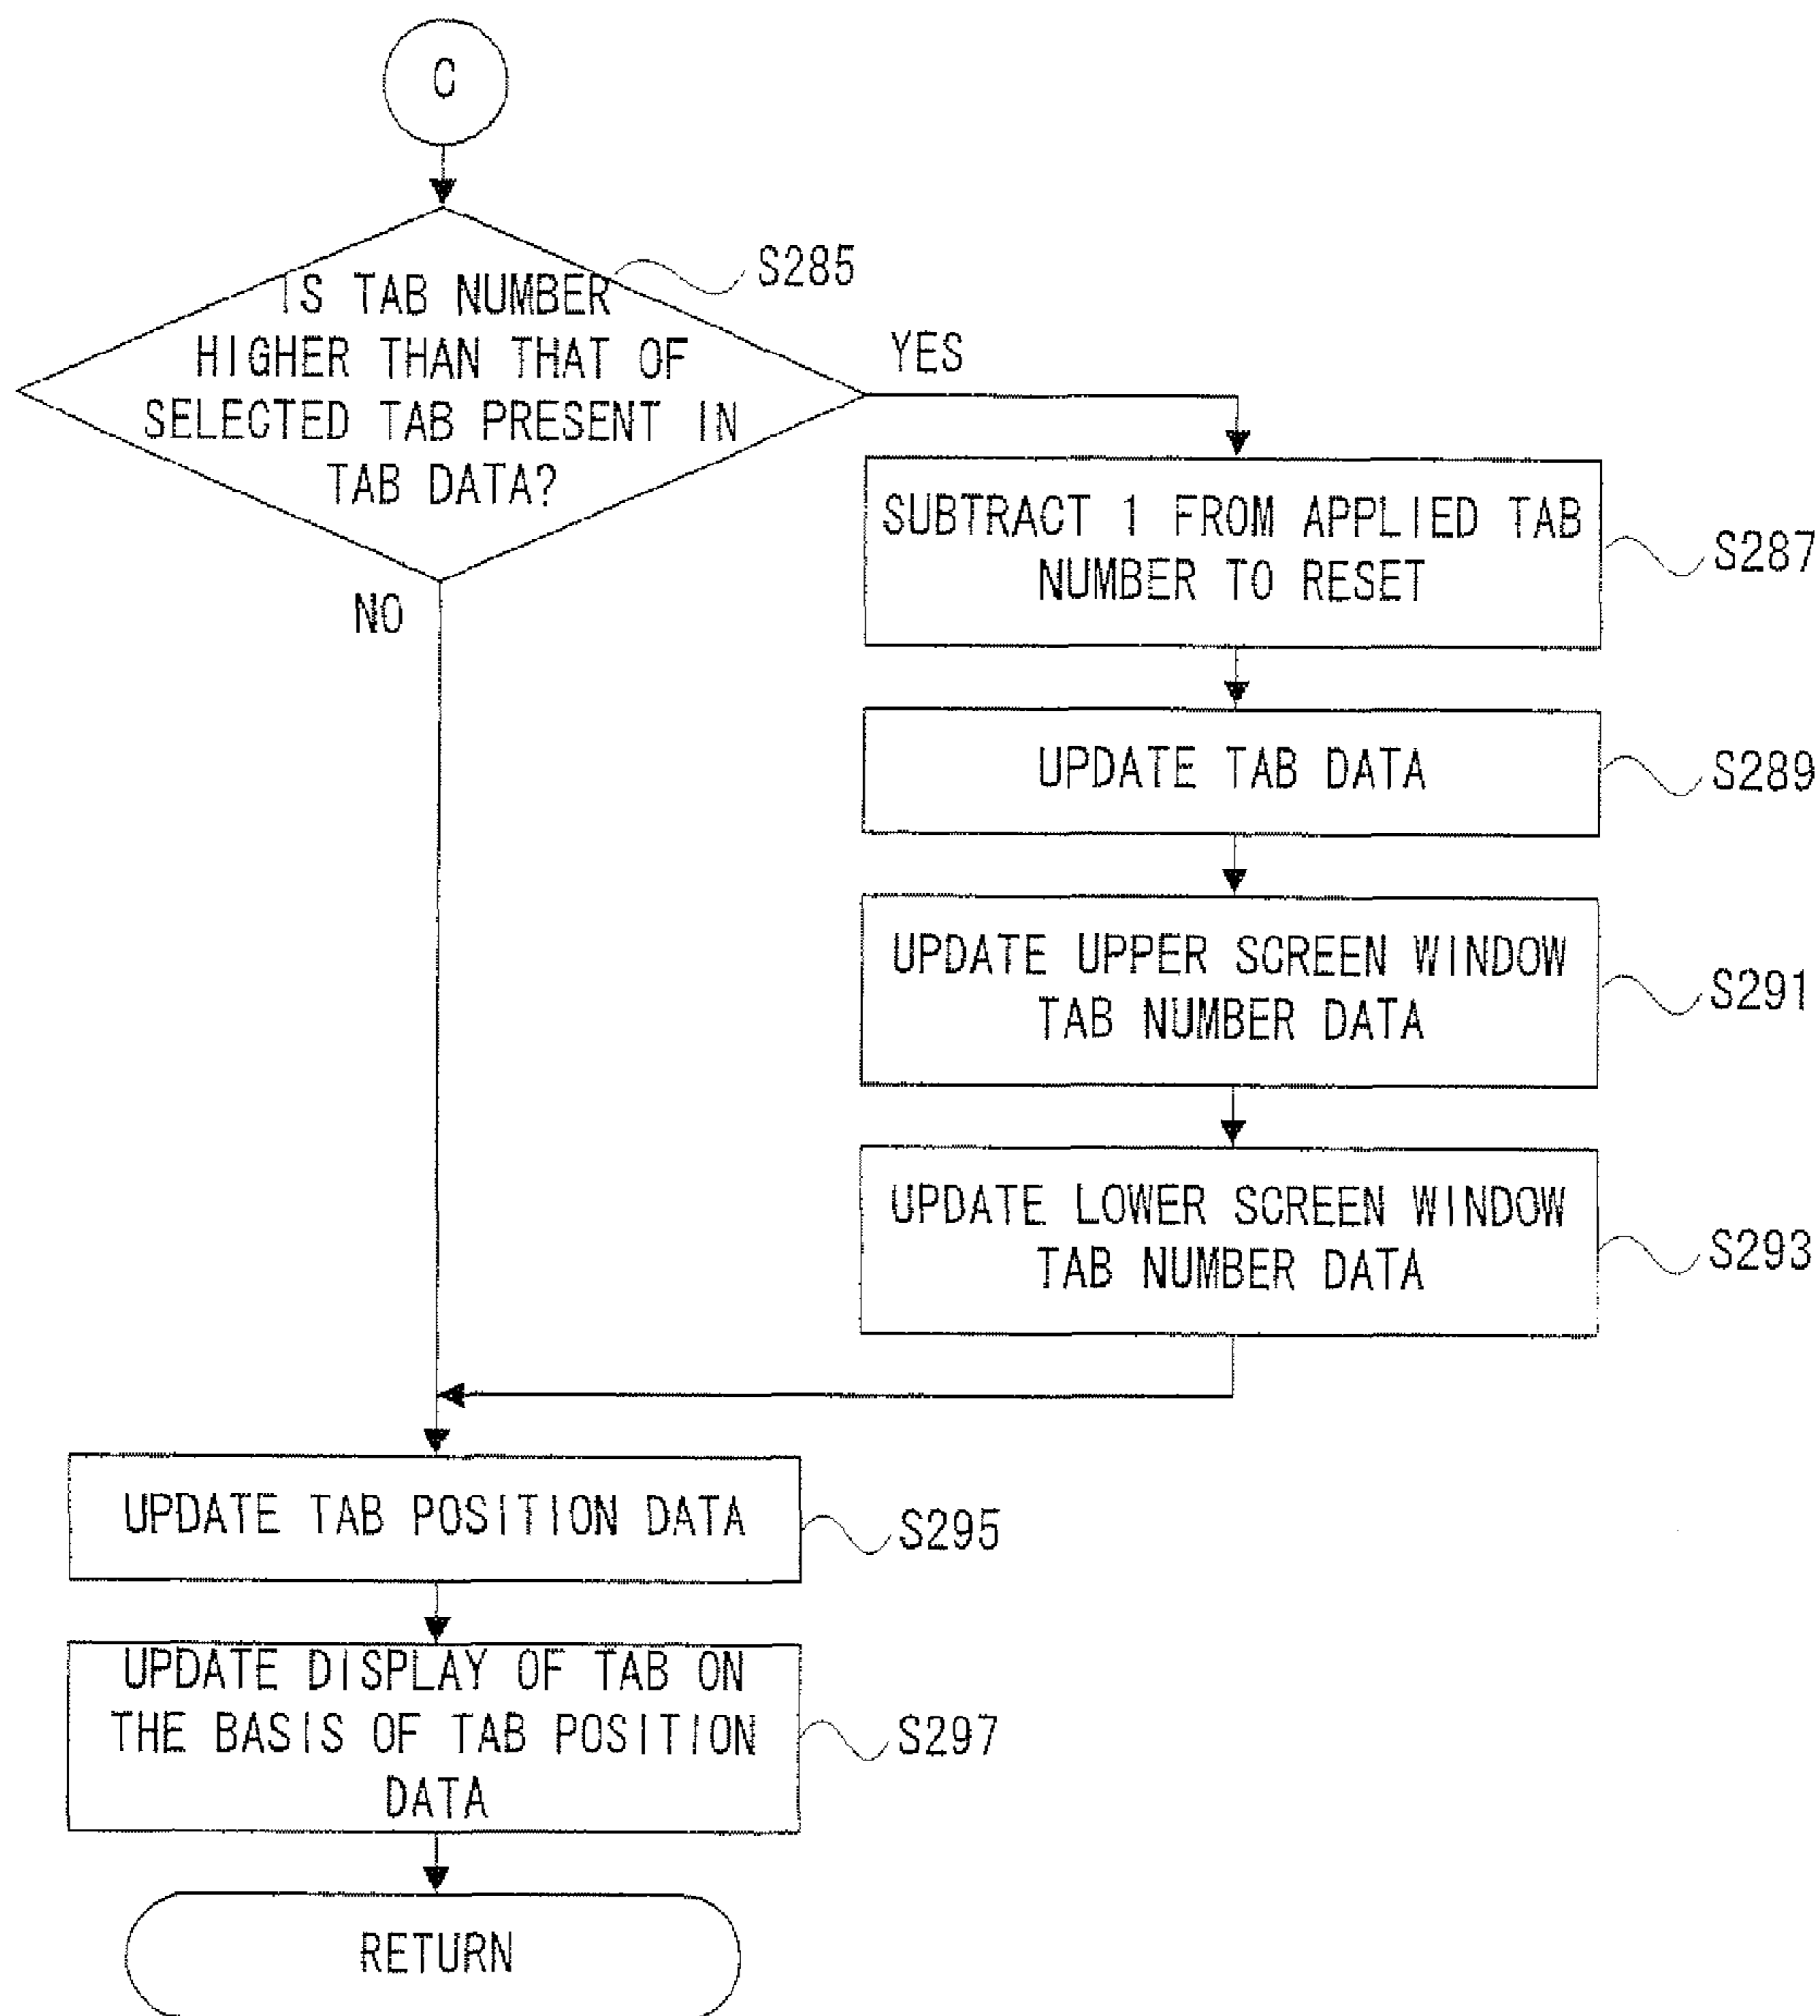 C
IS TAB NUMBER
HIGHER THAN THAT OF
SELECTED TAB PRESENT IN
TAB DATA?
S285
YES
NO
SUBTRACT 1 FROM APPLIED TAB
NUMBER TO RESET
S287
UPDATE TAB DATA
S289
UPDATE UPPER SCREEN WINDOW
TAB NUMBER DATA
S291
UPDATE LOWER SCREEN WINDOW
TAB NUMBER DATA
S293
UPDATE TAB POSITION DATA
S295
UPDATE DISPLAY OF TAB ON
THE BASIS OF TAB POSITION
DATA
S297
RETURN